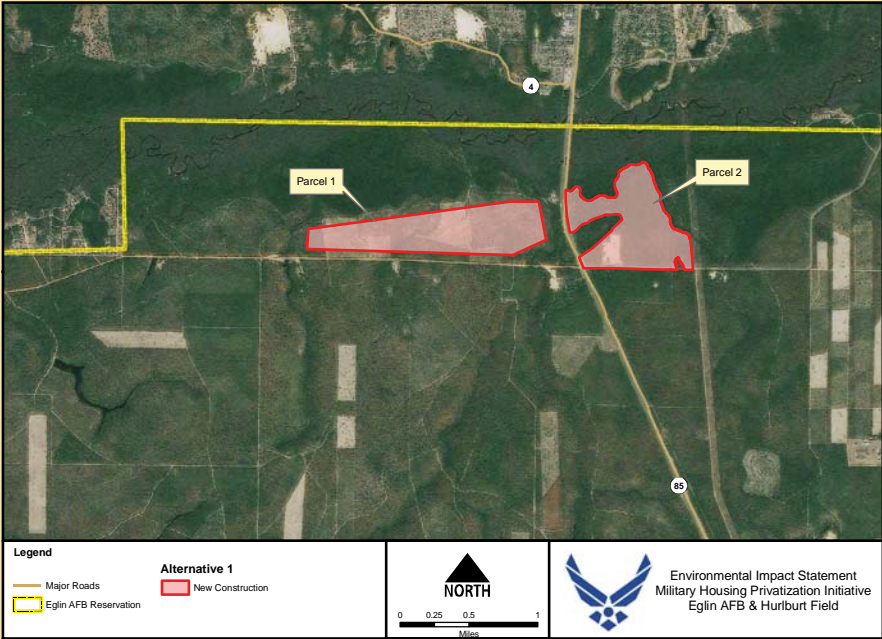 4
Parcel 1
Parcel 2
85
Legend
Major Roads
Eglin AFB Reservation
Alternative 1
New Construction
NORTH
0 0.25 0.5 1
Miles
Environmental Impact Statement
Military Housing Privatization Initiative
Eglin AFB & Hurlburt Field